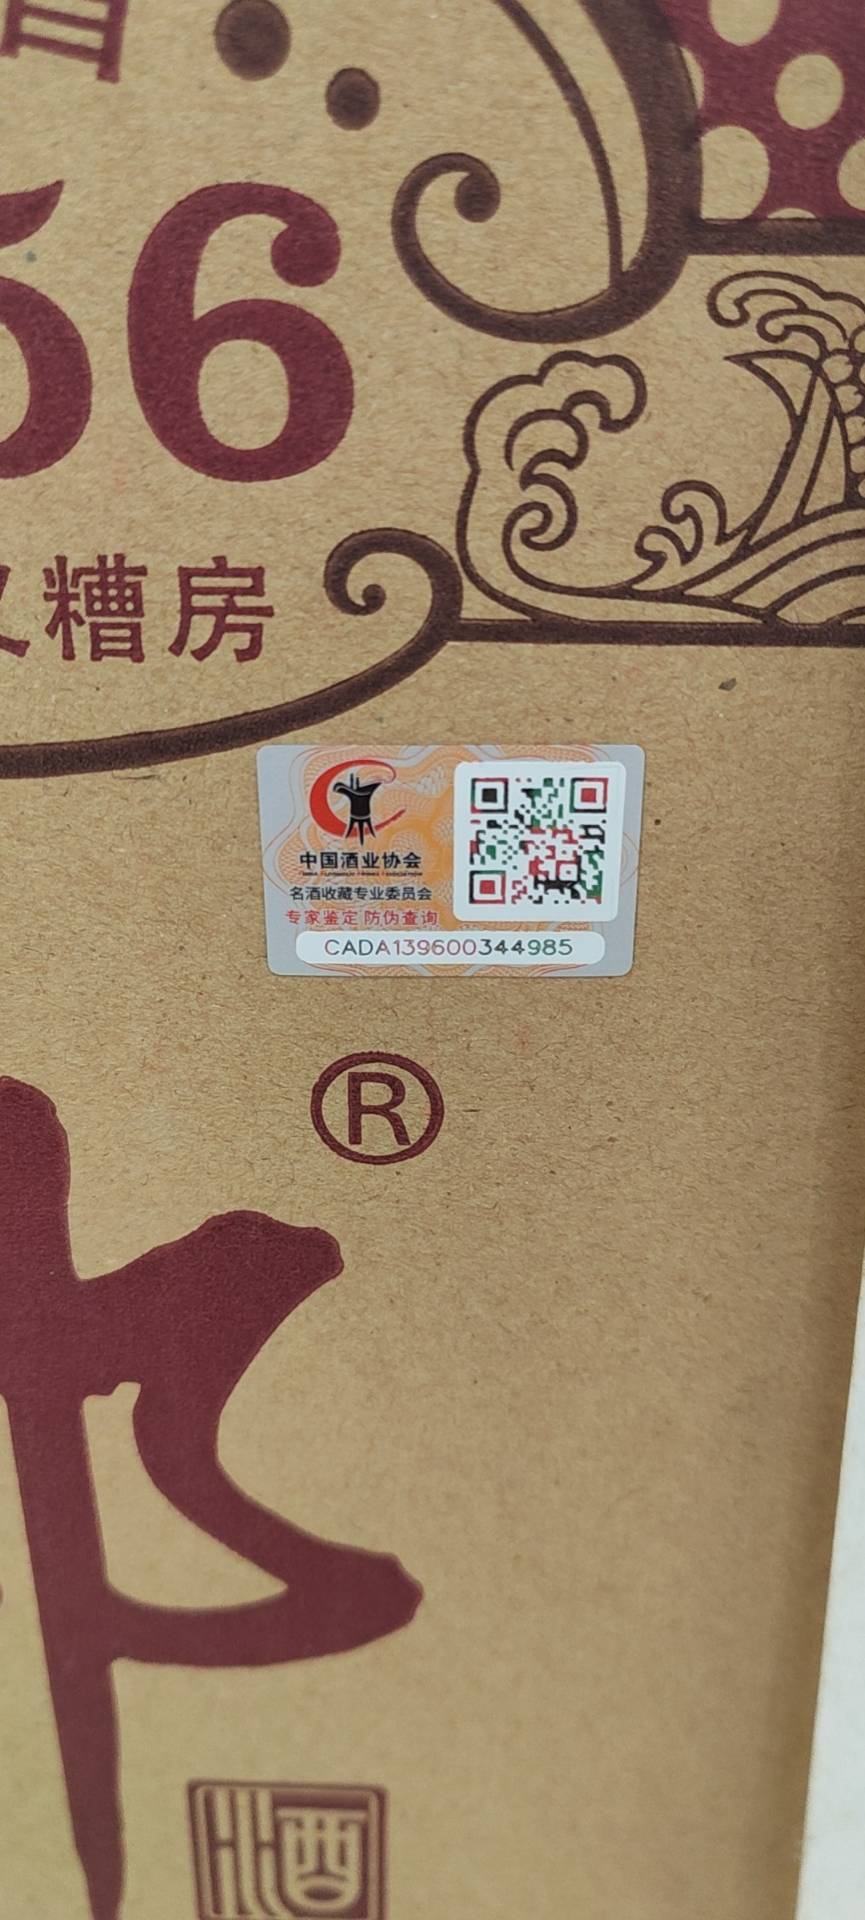 56
糟房
中国酒业协会
名酒收藏专业委员会
专家鉴定 防伪查询
CADA139600344985
®
酒